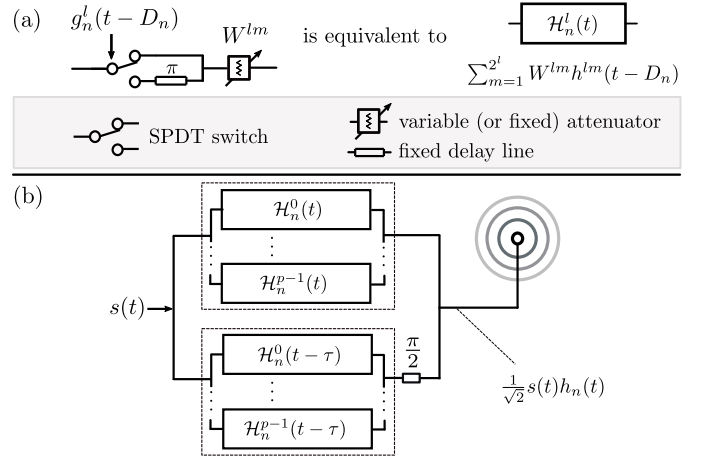 (a)
g_n^l(t − D_n)
W^{lm}
π
is equivalent to
ℋ_n^l(t)
∑_{m=1}^{2^l} W^{lm}h^{lm}(t − D_n)
SPDT switch
variable (or fixed) attenuator
fixed delay line
(b)
ℋ_n^0(t)
⋮ ⋮ ⋮
ℋ_n^{p−1}(t)
s(t)
ℋ_n^0(t − τ)
π/2
⋮ ⋮ ⋮
ℋ_n^{p−1}(t − τ)
1/√2 s(t)h_n(t)